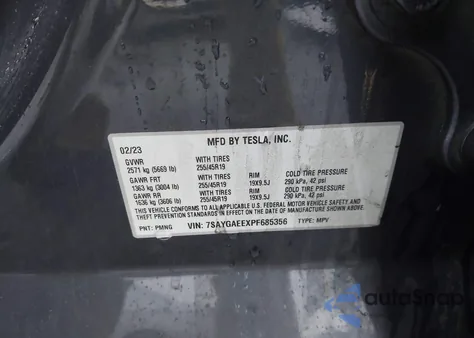 MFD BY TESLA, INC.
02/23
GVWR WITH TIRES
2571 kg (5669 lb) 255/45R19
GAWR FRT WITH TIRES RIM COLD TIRE PRESSURE
1363 kg (3004 lb) 255/45R19 19X9.5J 290 kPa, 42 psi
GAWR RR WITH TIRES RIM COLD TIRE PRESSURE
1636 kg (3606 lb) 255/45R19 19X9.5J 290 kPa, 42 psi
THIS VEHICLE CONFORMS TO ALL APPLICABLE U.S. FEDERAL MOTOR VEHICLE SAFETY, BUMPER, AND
THEFT PREVENTION STANDARDS IN EFFECT ON THE DATE OF MANUFACTURE SHOWN ABOVE.
PNT: PMNG VIN: 7SAYGAEEXPF685356 TYPE: MPV
autoSnap